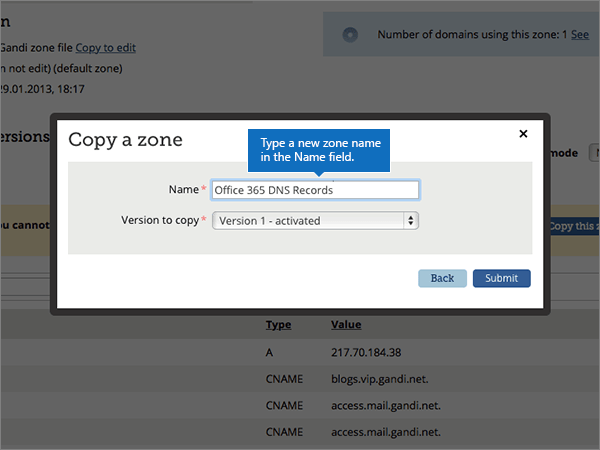 n
Gandi zone file Copy to edit
Number of domains using this zone: 1 See
n not edit) (default zone)
29.01.2013, 18:17
ersions
mode
Copy a zone
Type a new zone name
in the Name field.
Name * Office 365 DNS Records
Version to copy * Version 1 - activated
ou cannot
Copy this z
Back Submit
Type Value
A 217.70.184.38
CNAME blogs.vip.gandi.net.
CNAME access.mail.gandi.net.
CNAME access.mail.gandi.net.